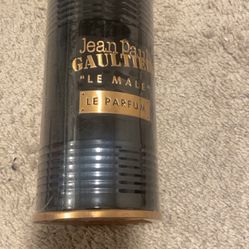 Jean Paul
GAULTIER
"LE MALE"
LE PARFUM